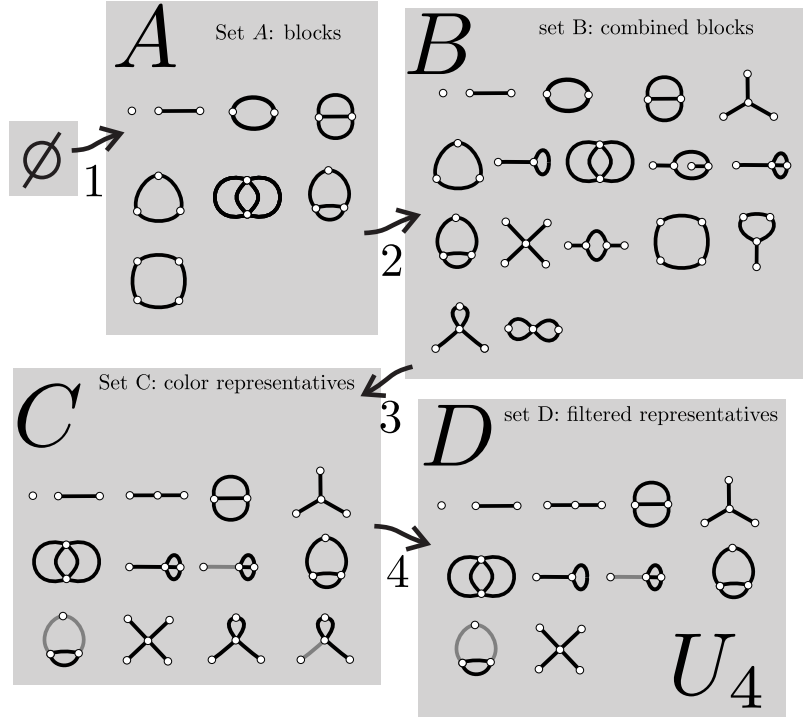 A
Set A: blocks
B
set B: combined blocks
∅
1
2
C
Set C: color representatives
3
D
set D: filtered representatives
4
U₄